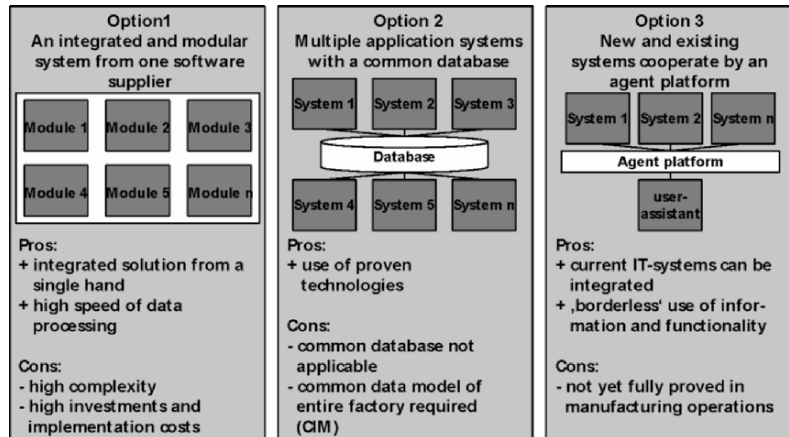 Option1
An integrated and modular
system from one software
supplier
Module 1 Module 2 Module 3
Module 4 Module 5 Module n
Pros:
+ integrated solution from a
single hand
+ high speed of data
processing
Cons:
- high complexity
- high investments and
implementation costs
Option 2
Multiple application systems
with a common database
System 1 System 2 System 3
Database
System 4 System 5 System n
Pros:
+ use of proven
technologies
Cons:
- common database not
applicable
- common data model of
entire factory required
(CIM)
Option 3
New and existing
systems cooperate by an
agent platform
System 1 System 2 System n
Agent platform
user-
assistant
Pros:
+ current IT-systems can be
integrated
+ ‚borderless‘ use of infor-
mation and functionality
Cons:
- not yet fully proved in
manufacturing operations